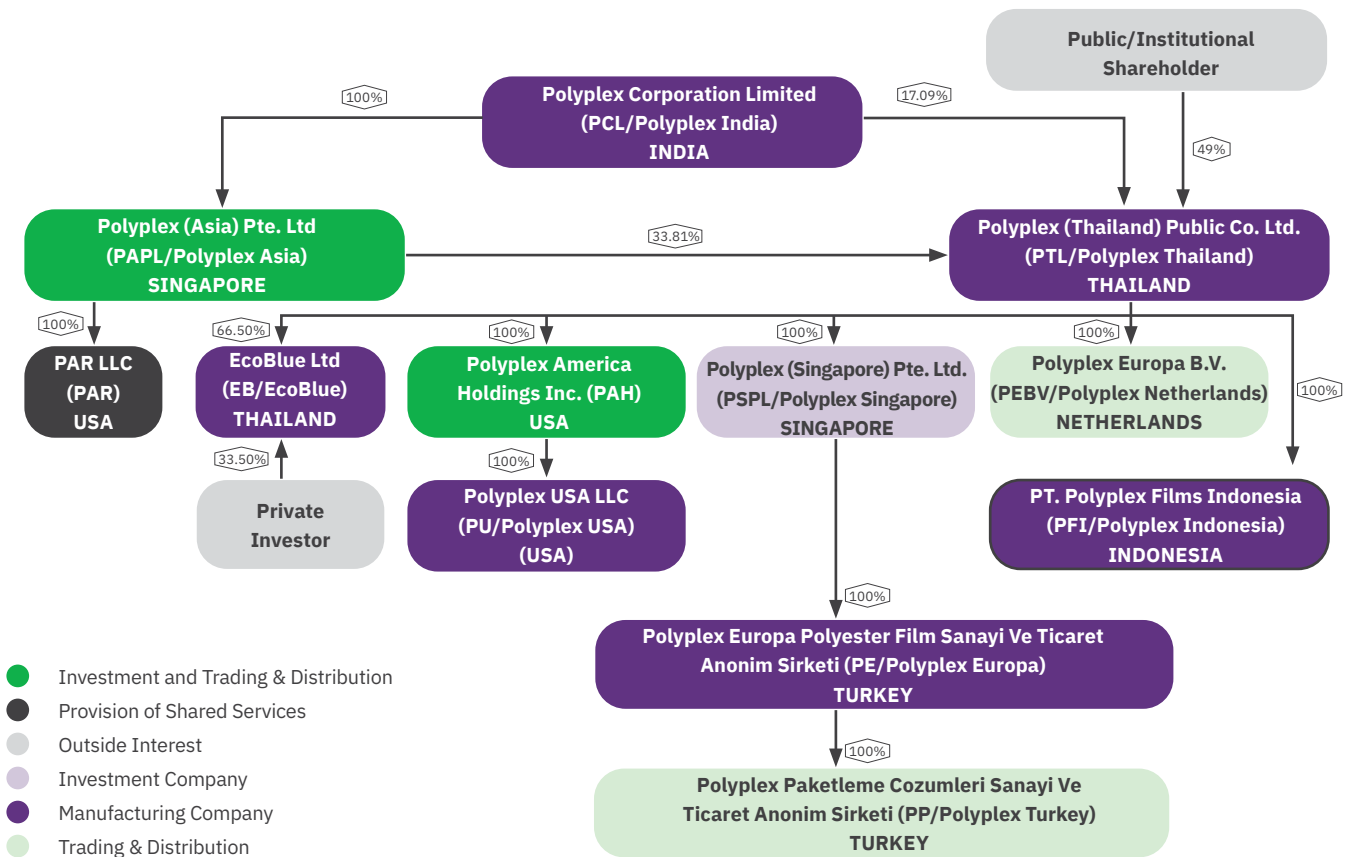 Public/Institutional
Shareholder
100%
Polyplex Corporation Limited
(PCL/Polyplex India)
INDIA
17.09%
49%
Polyplex (Asia) Pte. Ltd
(PAPL/Polyplex Asia)
SINGAPORE
33.81%
Polyplex (Thailand) Public Co. Ltd.
(PTL/Polyplex Thailand)
THAILAND
100%
66.50%
100%
100%
100%
100%
PAR LLC
(PAR)
USA
EcoBlue Ltd
(EB/EcoBlue)
THAILAND
Polyplex America
Holdings Inc. (PAH)
USA
Polyplex (Singapore) Pte. Ltd.
(PSPL/Polyplex Singapore)
SINGAPORE
Polyplex Europa B.V.
(PEBV/Polyplex Netherlands)
NETHERLANDS
33.50%
Private
Investor
100%
Polyplex USA LLC
(PU/Polyplex USA)
(USA)
PT. Polyplex Films Indonesia
(PFI/Polyplex Indonesia)
INDONESIA
100%
Polyplex Europa Polyester Film Sanayi Ve Ticaret
Anonim Sirketi (PE/Polyplex Europa)
TURKEY
100%
Polyplex Paketleme Cozumleri Sanayi Ve
Ticaret Anonim Sirketi (PP/Polyplex Turkey)
TURKEY
Investment and Trading & Distribution
Provision of Shared Services
Outside Interest
Investment Company
Manufacturing Company
Trading & Distribution